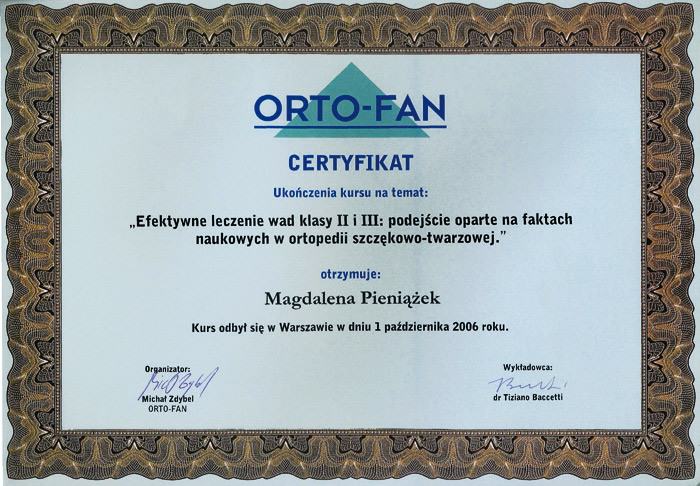 ORTO-FAN
CERTYFIKAT
Ukończenia kursu na temat:
„Efektywne leczenie wad klasy II i III: podejście oparte na faktach
naukowych w ortopedii szczękowo-twarzowej.”
otrzymuje:
Magdalena Pieniążek
Kurs odbył się w Warszawie w dniu 1 października 2006 roku.
Organizator:
Michał Zdybel
ORTO-FAN
Wykładowca:
dr Tiziano Baccetti